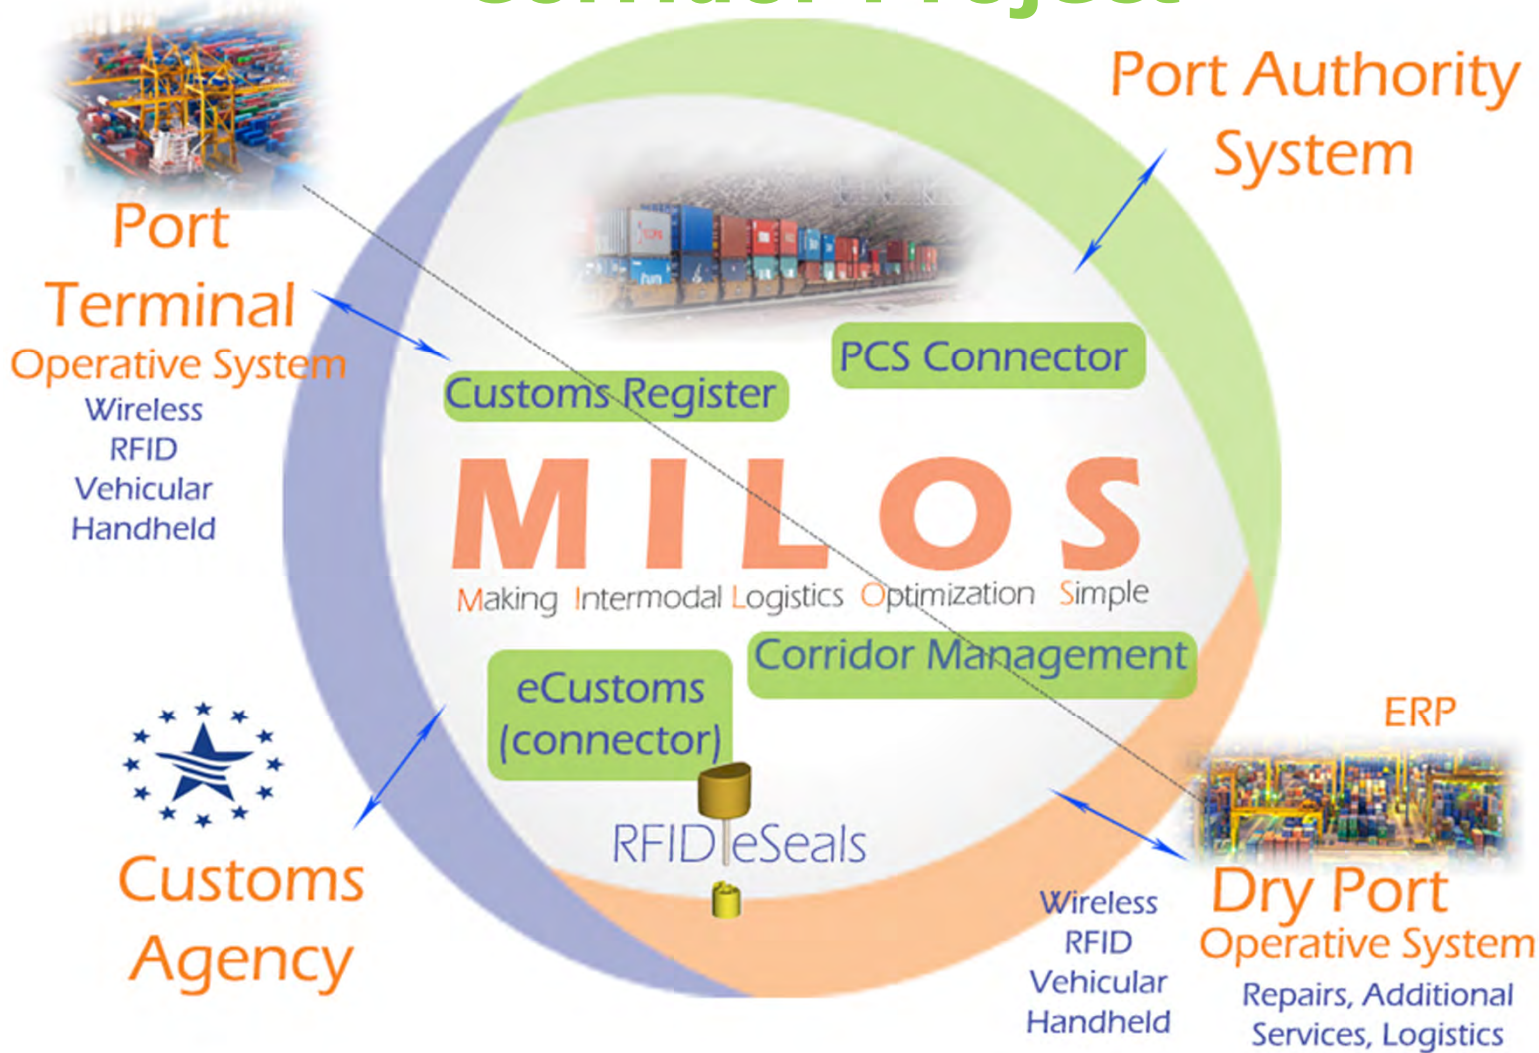 Corridor Project
Port Authority
System
Port
Terminal
Operative System
Wireless
RFID
Vehicular
Handheld
PCS Connector
Customs Register
MILOS
Making Intermodal Logistics Optimization Simple
Corridor Management
eCustoms
(connector)
RFID eSeals
Customs
Agency
ERP
Dry Port
Operative System
Wireless
RFID
Vehicular
Handheld
Repairs, Additional
Services, Logistics